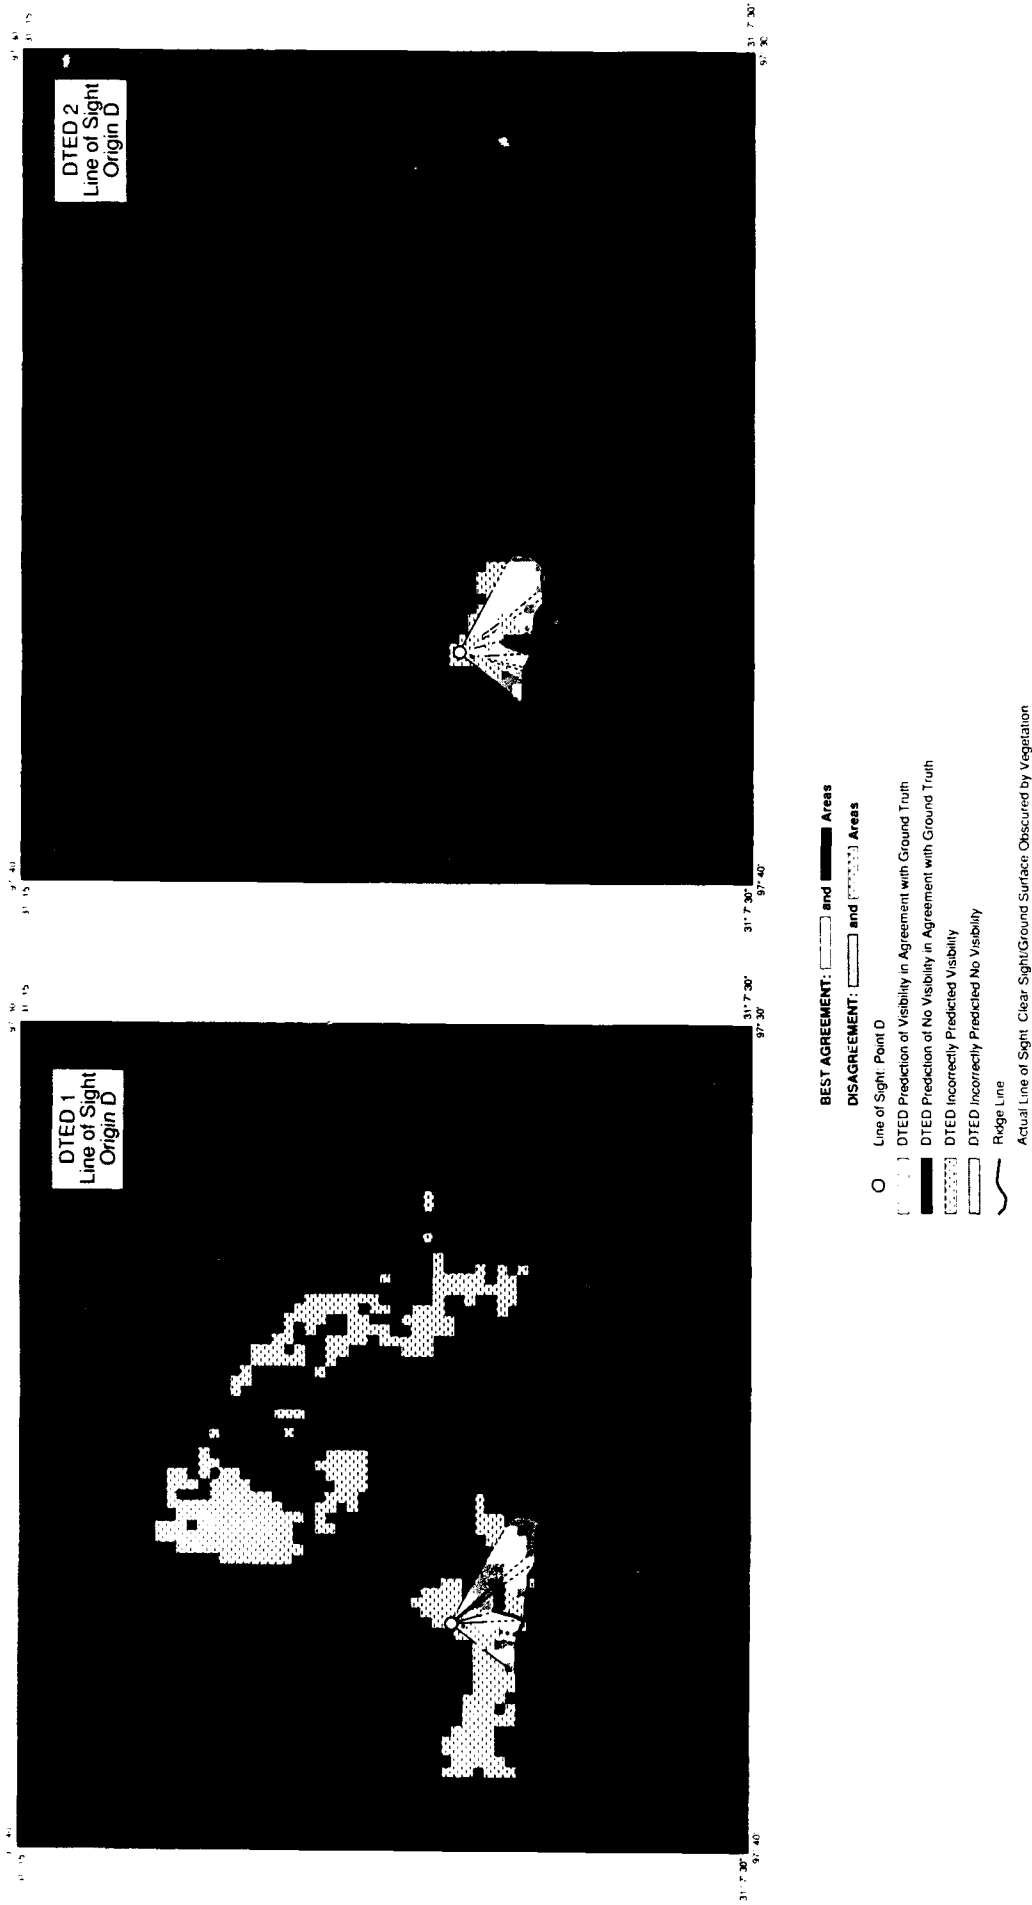 DTED 1
Line of Sight
Origin D
31° 7' 30"
97° 40'
31° 7' 30"
97° 30'
DTED 2
Line of Sight
Origin D
31° 7' 30"
97° 40'
31° 7' 30"
97° 30'
BEST AGREEMENT: and Areas
DISAGREEMENT: and Areas
Line of Sight: Point D
DTED Prediction of Visibility in Agreement with Ground Truth
DTED Prediction of No Visibility in Agreement with Ground Truth
DTED Incorrectly Predicted Visibility
DTED Incorrectly Predicted No Visibility
Ridge Line
Actual Line of Sight Clear Sight/Ground Surface Obscured by Vegetation